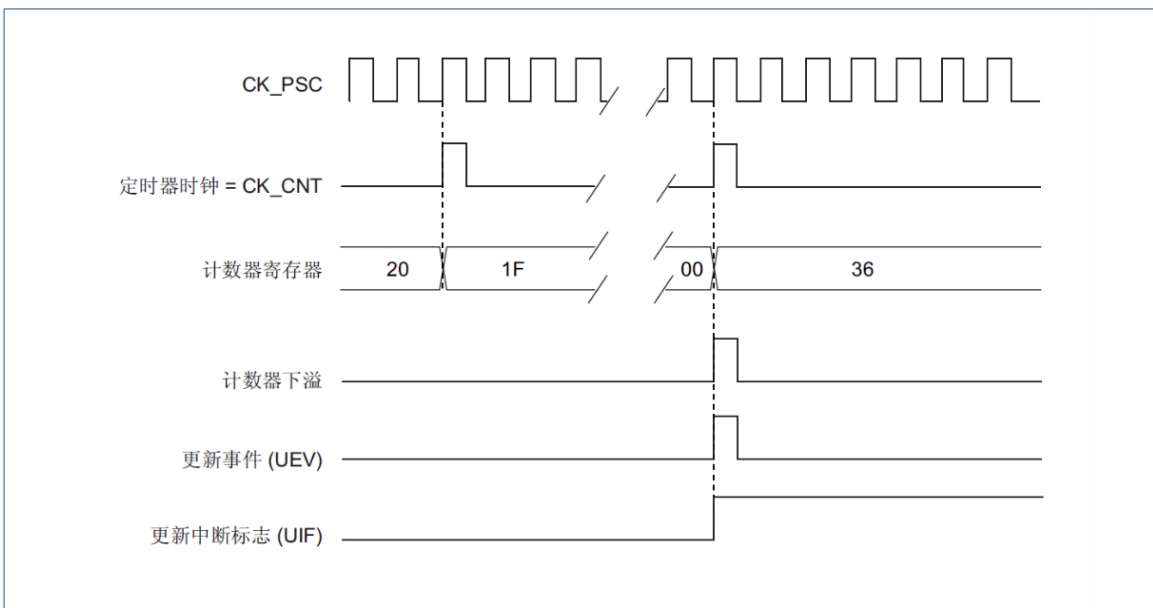 CK_PSC
定时器时钟 = CK_CNT
计数器寄存器 20 1F 00 36
计数器下溢
更新事件 (UEV)
更新中断标志 (UIF)